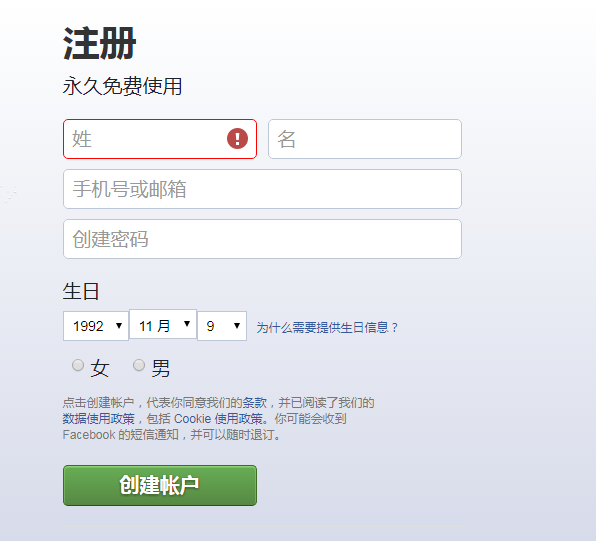 注册
永久免费使用
姓 名
手机号或邮箱
创建密码
生日
1992 11 月 9 为什么需要提供生日信息？
女 男
点击创建帐户，代表你同意我们的条款，并已阅读了我们的
数据使用政策，包括 Cookie 使用政策。你可能会收到
Facebook 的短信通知，并可以随时退订。
创建帐户